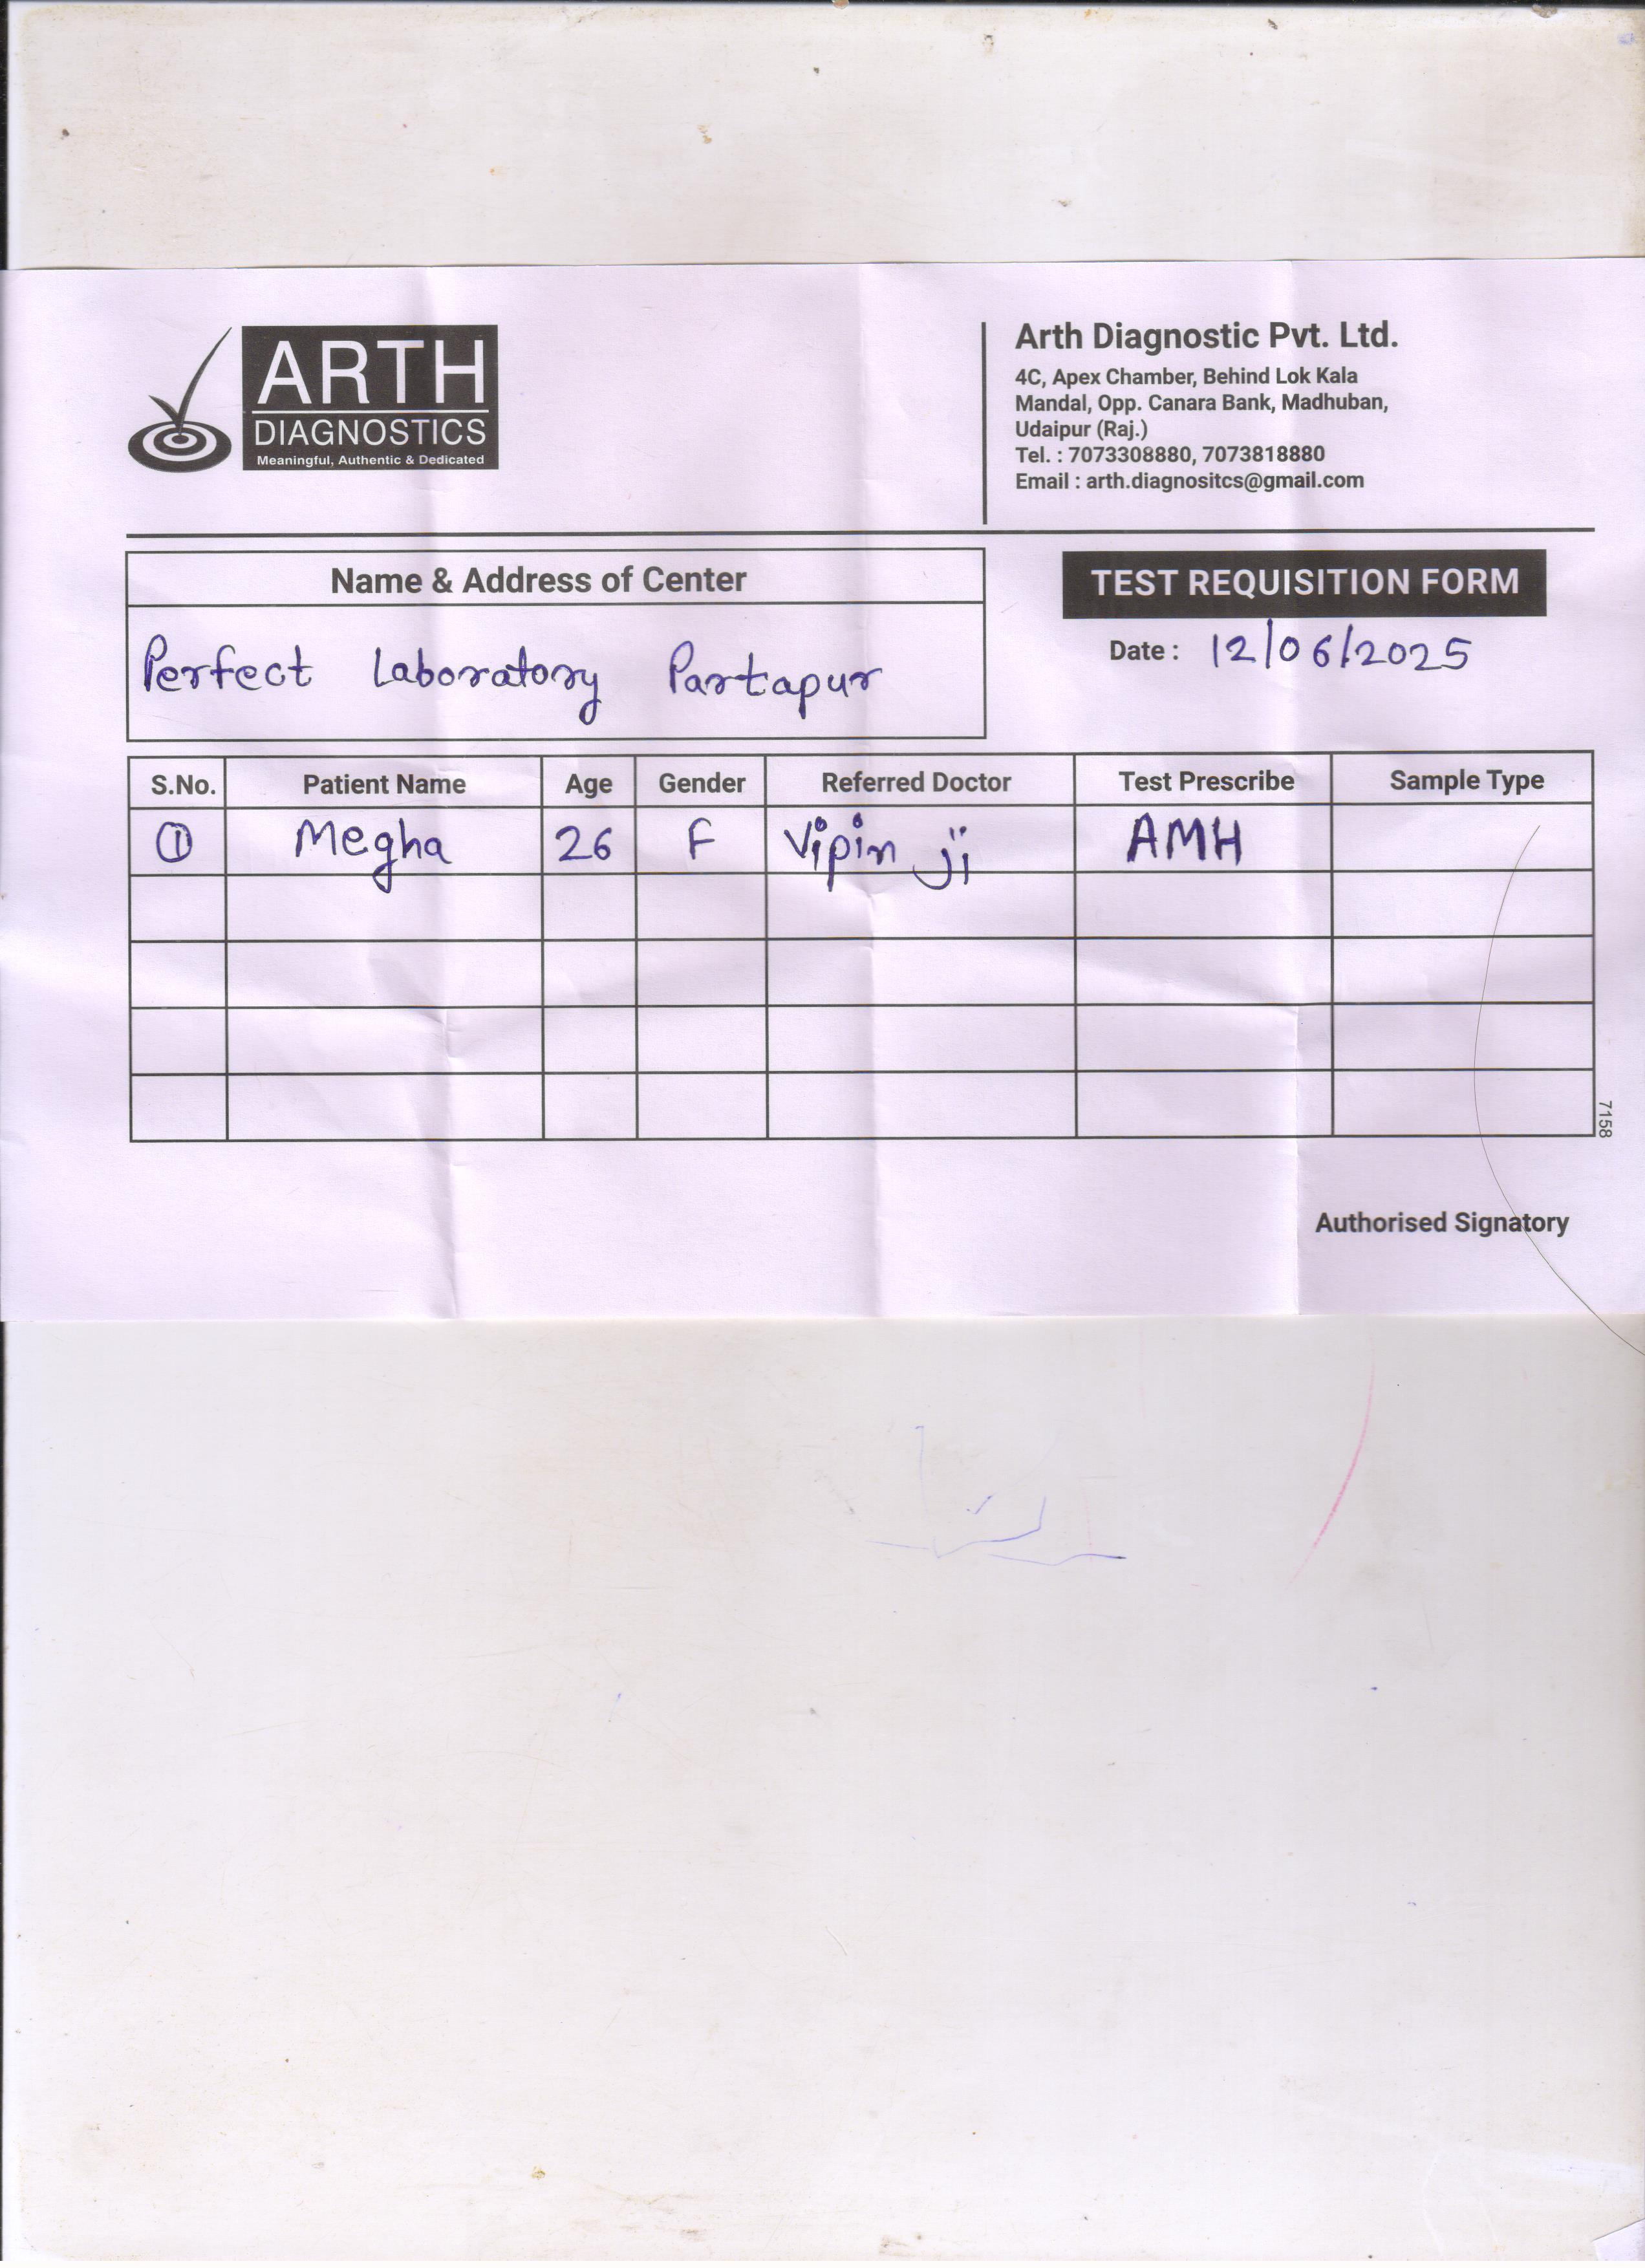 ARTH
DIAGNOSTICS
Meaningful, Authentic & Dedicated
Arth Diagnostic Pvt. Ltd.
4C, Apex Chamber, Behind Lok Kala
Mandal, Opp. Canara Bank, Madhuban,
Udaipur (Raj.)
Tel. : 7073308880, 7073818880
Email : arth.diagnositcs@gmail.com
Name & Address of Center
Perfect Laboratory Partapur
TEST REQUISITION FORM
Date : 12/06/2025
S.No. Patient Name Age Gender Referred Doctor Test Prescribe Sample Type
1 Megha 26 F Vipin ji AMH
7158
Authorised Signatory